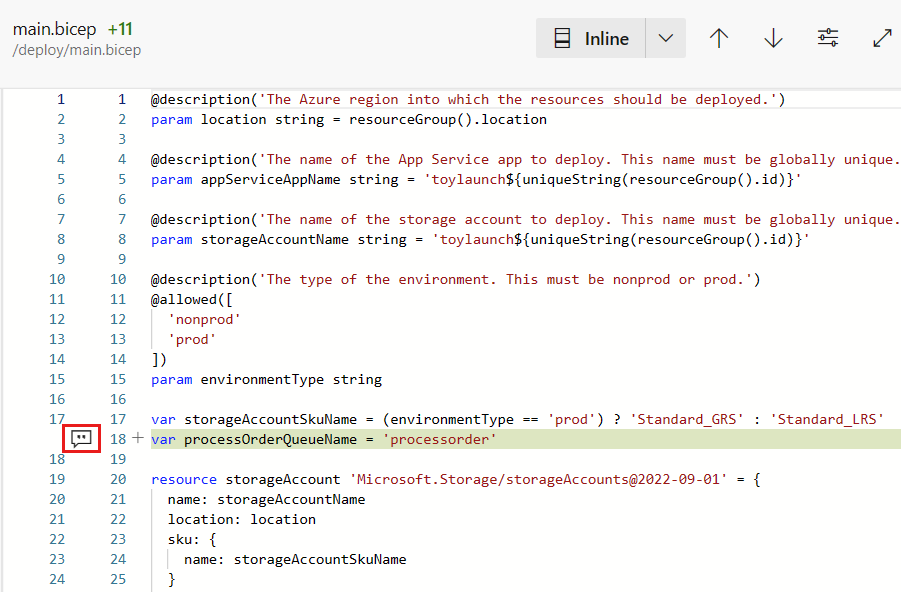 main.bicep +11
/deploy/main.bicep
Inline
1 1 @description('The Azure region into which the resources should be deployed.')
2 2 param location string = resourceGroup().location
3 3
4 4 @description('The name of the App Service app to deploy. This name must be globally unique.
5 5 param appServiceAppName string = 'toylaunch${uniqueString(resourceGroup().id)}'
6 6
7 7 @description('The name of the storage account to deploy. This name must be globally unique.
8 8 param storageAccountName string = 'toylaunch${uniqueString(resourceGroup().id)}'
9 9
10 10 @description('The type of the environment. This must be nonprod or prod.')
11 11 @allowed([
12 12 'nonprod'
13 13 'prod'
14 14 ])
15 15 param environmentType string
16 16
17 17 var storageAccountSkuName = (environmentType == 'prod') ? 'Standard_GRS' : 'Standard_LRS'
18 + var processOrderQueueName = 'processorder'
18 19
19 20 resource storageAccount 'Microsoft.Storage/storageAccounts@2022-09-01' = {
20 21 name: storageAccountName
21 22 location: location
22 23 sku: {
23 24 name: storageAccountSkuName
24 25 }